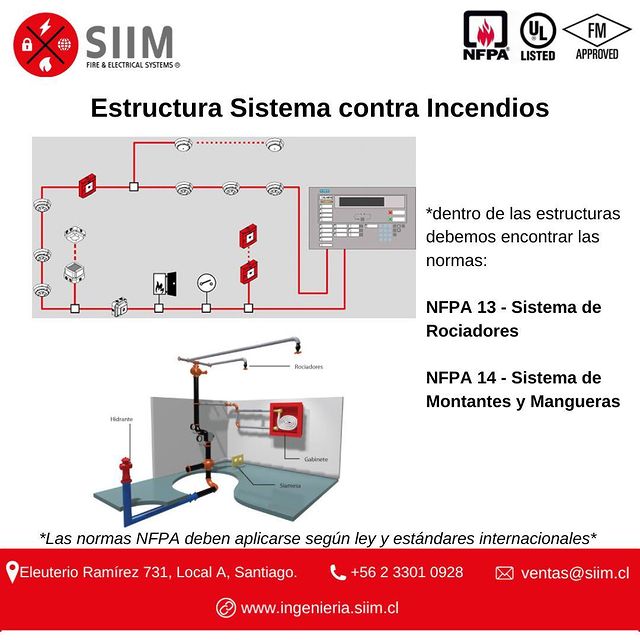 SIIM
FIRE & ELECTRICAL SYSTEMS ®
NFPA®
UL
LISTED
FM
APPROVED
Estructura Sistema contra Incendios
*dentro de las estructuras
debemos encontrar las
normas:
NFPA 13 - Sistema de
Rociadores
NFPA 14 - Sistema de
Montantes y Mangueras
Rociadores
Hidrante
Gabinete
Siamesa
*Las normas NFPA deben aplicarse según ley y estándares internacionales*
Eleuterio Ramírez 731, Local A, Santiago.
+56 2 3301 0928
ventas@siim.cl
www.ingenieria.siim.cl